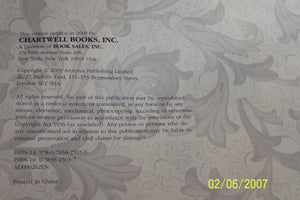 This edition printed in 2009 by
CHARTWELL BOOKS, INC.
A Division of BOOK SALES, INC.
276 Fifth Avenue Suite 206
New York, New York 10001 USA
Copyright © 2009 Arcturus Publishing Limited
26/27 Bickels Yard, 151–153 Bermondsey Street,
London SE1 3HA
All rights reserved. No part of this publication may be reproduced,
stored in a retrieval system, or transmitted, in any form or by any
means, electronic, mechanical, photocopying, recording or otherwise,
without written permission in accordance with the provisions of the
Copyright Act 1956 (as amended). Any person or persons who do
any unauthorised act in relation to this publication may be liable to
criminal prosecution and civil claims for damages.
ISBN-13: 978-0-7858-2505-
ISBN-10: 0-7858-2505-
Printed in China
02/06/2007